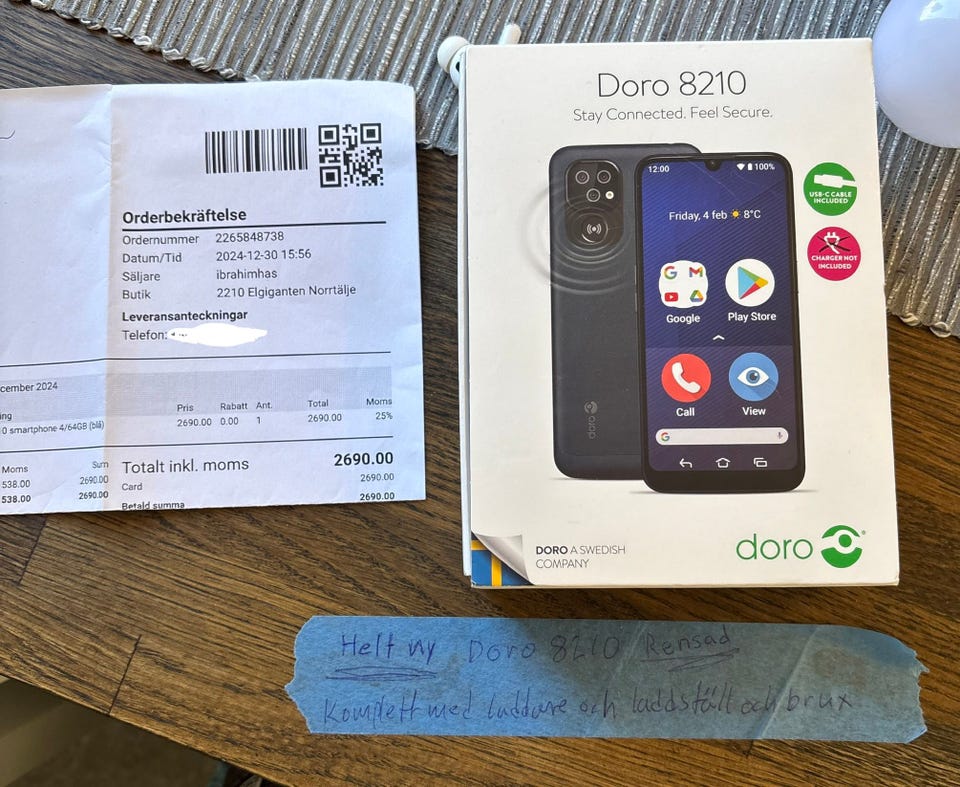 Orderbekräftelse
Ordernummer 2265848738
Datum/Tid 2024-12-30 15:56
Säljare ibrahimhas
Butik 2210 Elgiganten Norrtälje
Leveransanteckningar
Telefon:
cember 2024
Pris Rabatt Ant. Total Moms
ing
2690.00 0.00 1 2690.00 25%
0 smartphone 4/64GB (blå)
Totalt inkl. moms 2690.00
Moms Sum
Card 2690.00
538.00 2690.00
538.00 2690.00
Betald summa 2690.00
Doro 8210
Stay Connected. Feel Secure.
12:00 100%
Friday, 4 feb 8°C
Google
Play Store
Call
View
doro
USB-C CABLE
INCLUDED
CHARGER NOT
INCLUDED
DORO A SWEDISH
COMPANY
doro
Helt ny Doro 8210 Rensad
Komplett med laddare och laddställ och brux